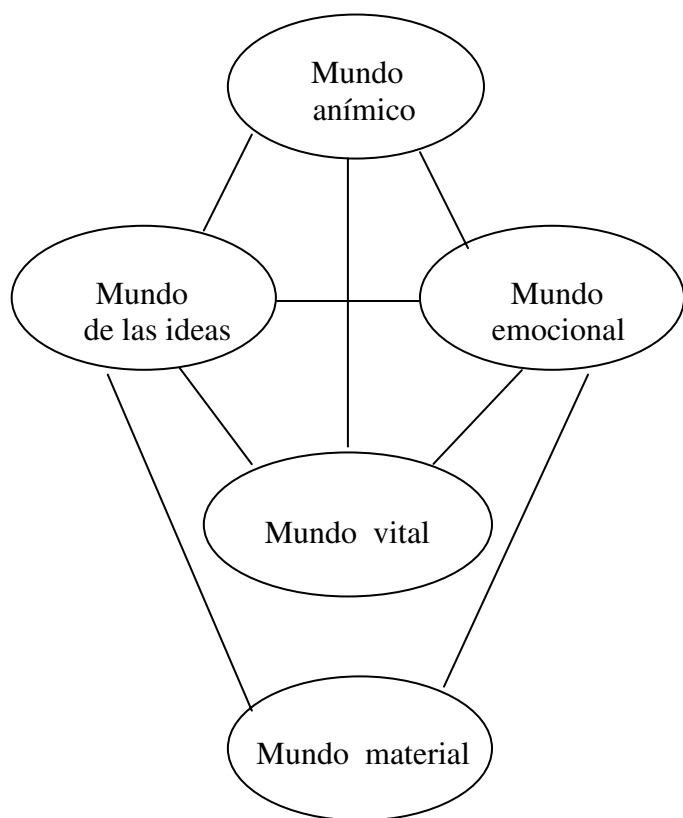 Mundo
anímico
Mundo
de las ideas
Mundo
emocional
Mundo vital
Mundo material